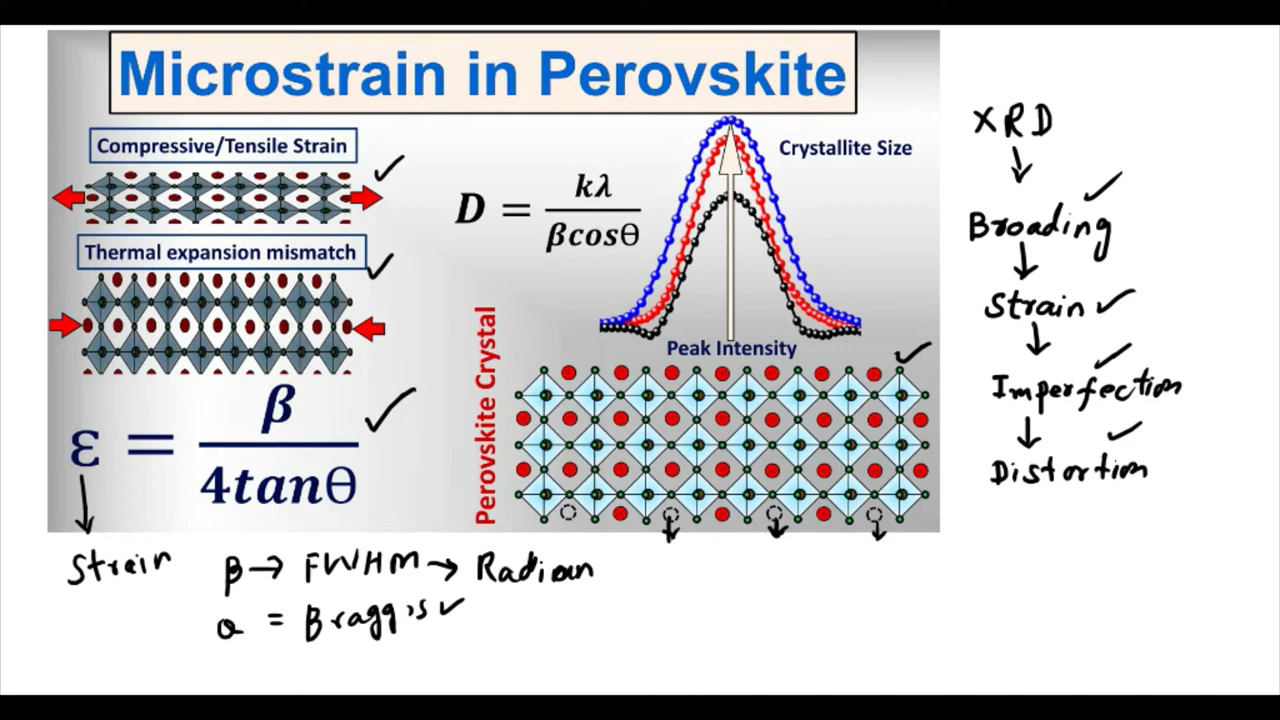 Microstrain in Perovskite
Compressive/Tensile Strain
Thermal expansion mismatch
ε = β / 4tanθ
D = kλ / βcosθ
Crystallite Size
Peak Intensity
Perovskite Crystal
XRD
Broading
Strain
Imperfection
Distortion
Strain
β → FWHM → Radian
θ = Bragg's